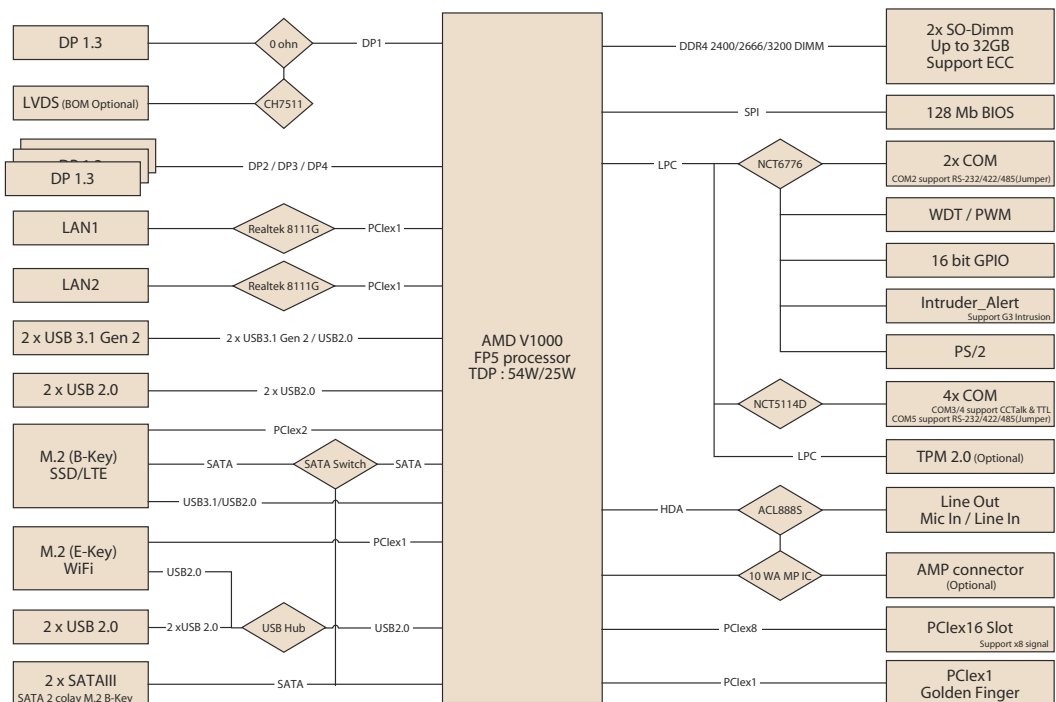 DP 1.3
0 ohn
DP1
LVDS (BOM Optional)
CH7511
DP 1.3
DP2 / DP3 / DP4
LAN1
Realtek 8111G
PCIex1
LAN2
Realtek 8111G
PCIex1
2 x USB 3.1 Gen 2
2 x USB3.1 Gen 2 / USB2.0
2 x USB 2.0
2 x USB2.0
M.2 (B-Key)
SSD/LTE
PCIex2
SATA
SATA Switch
SATA
USB3.1/USB2.0
M.2 (E-Key)
WiFi
PCIex1
USB2.0
2 x USB 2.0
2 xUSB 2.0
USB Hub
USB2.0
2 x SATAIII
SATA 2 colay M.2 B-Key
SATA
AMD V1000
FP5 processor
TDP : 54W/25W
DDR4 2400/2666/3200 DIMM
2x SO-Dimm
Up to 32GB
Support ECC
SPI
128 Mb BIOS
LPC
NCT6776
2x COM
COM2 support RS-232/422/485(Jumper)
WDT / PWM
16 bit GPIO
Intruder_Alert
Support G3 Intrusion
PS/2
NCT5114D
4x COM
COM3/4 support CCTalk & TTL
COM5 support RS-232/422/485(Jumper)
LPC
TPM 2.0 (Optional)
HDA
ACL888S
Line Out
Mic In / Line In
10 WA MP IC
AMP connector
(Optional)
PCIex8
PCIex16 Slot
Support x8 signal
PCIex1
PCIex1
Golden Finger